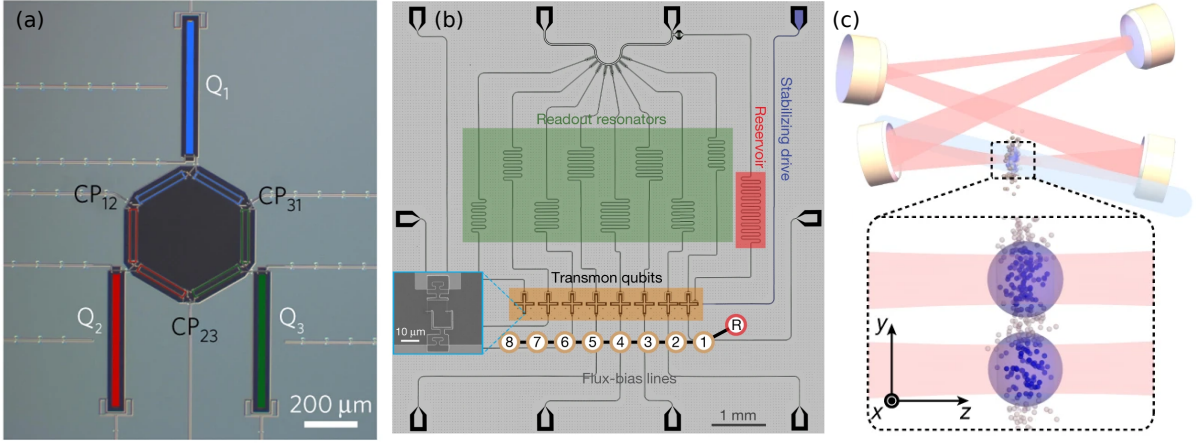 (a)
Q1
CP12
CP31
Q2
CP23
Q3
200 μm
(b)
Readout resonators
Reservoir
Stabilizing drive
Transmon qubits
10 μm
R
8 7 6 5 4 3 2 1
Flux-bias lines
1 mm
(c)
y
x
z